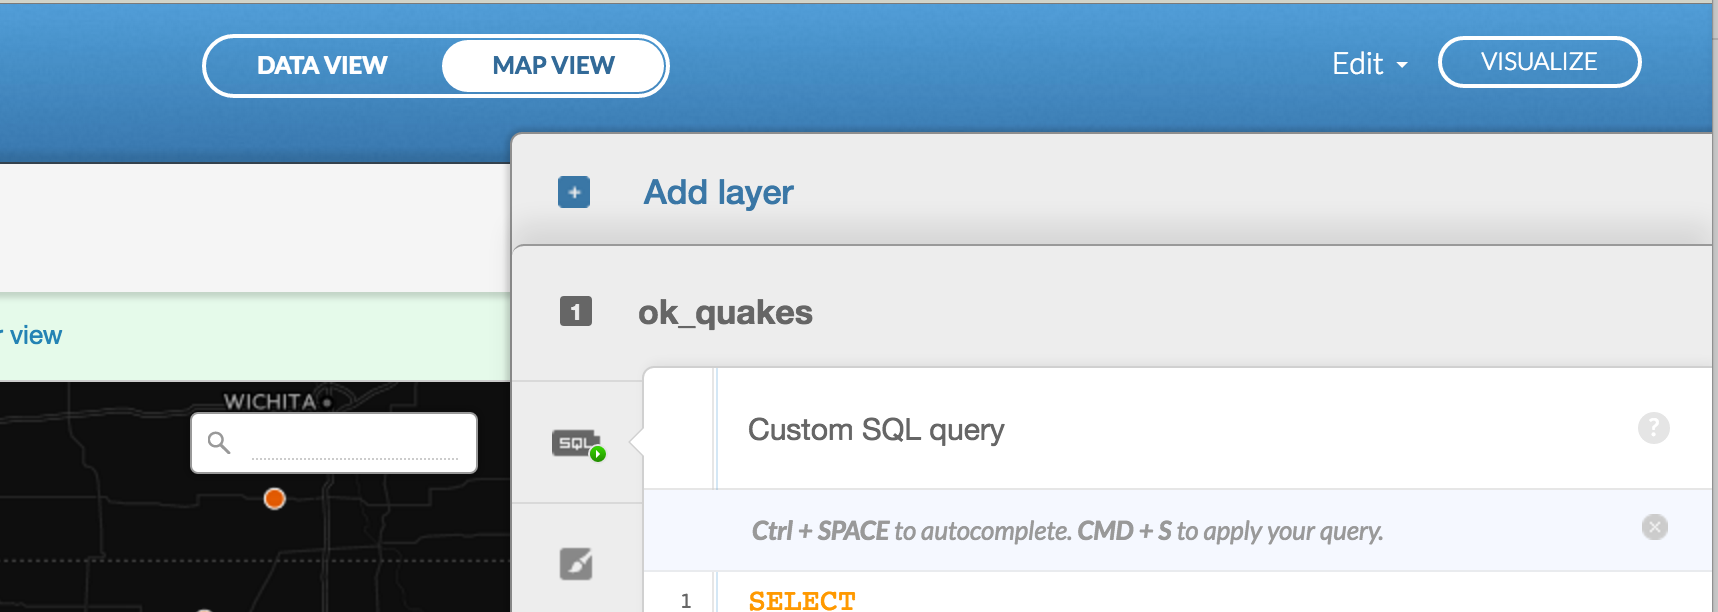 DATA VIEW
MAP VIEW
Edit
VISUALIZE
Add layer
1
ok_quakes
view
WICHITA
SQL
Custom SQL query
?
Ctrl + SPACE to autocomplete. CMD + S to apply your query.
1
SELECT